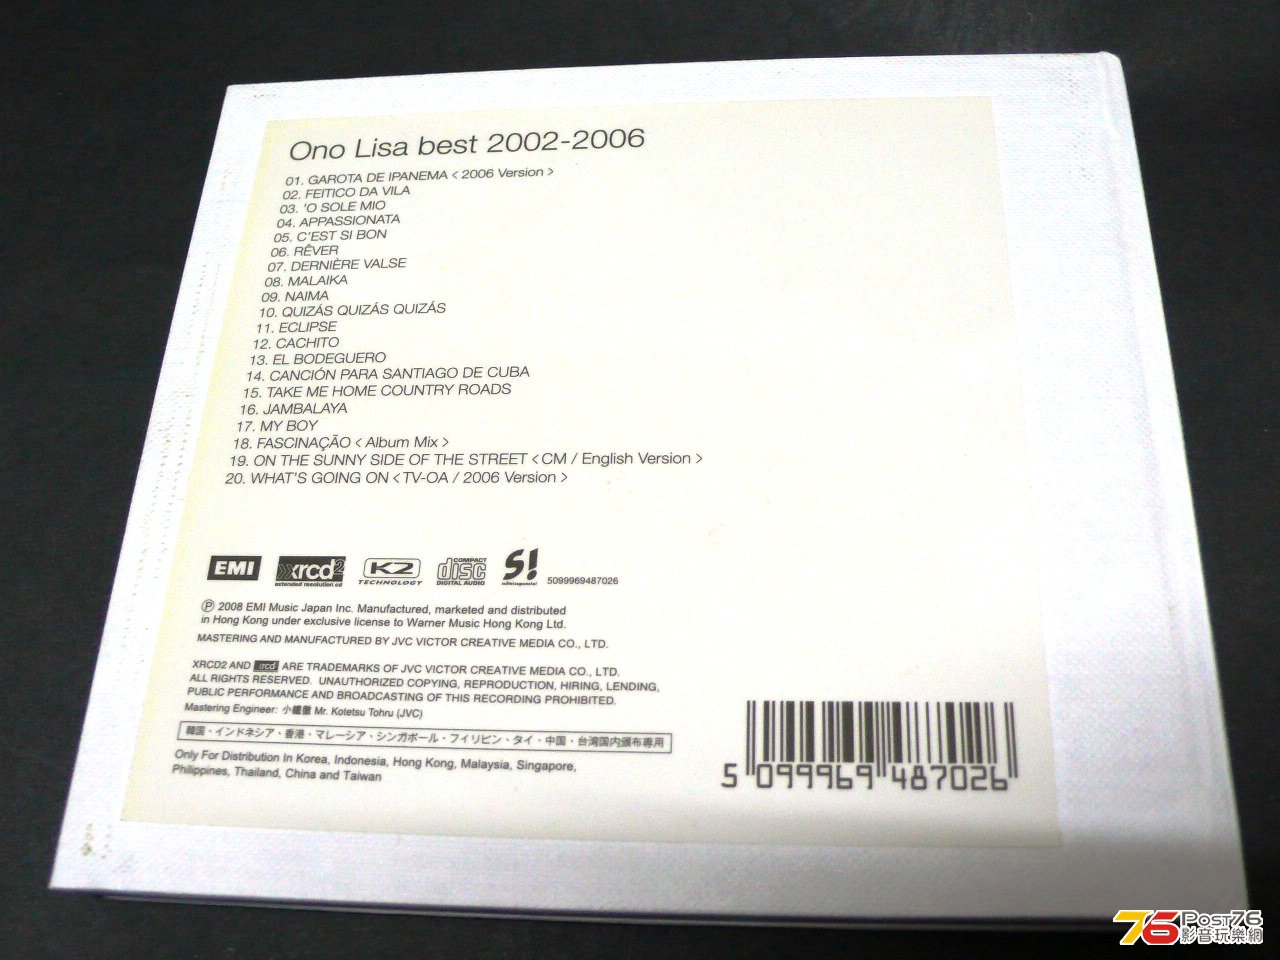 Ono Lisa best 2002-2006
01. GAROTA DE IPANEMA < 2006 Version >
02. FEITICO DA VILA
03. 'O SOLE MIO
04. APPASSIONATA
05. C'EST SI BON
06. RÊVER
07. DERNIÈRE VALSE
08. MALAIKA
09. NAIMA
10. QUIZÁS QUIZÁS QUIZÁS
11. ECLIPSE
12. CACHITO
13. EL BODEGUERO
14. CANCIÓN PARA SANTIAGO DE CUBA
15. TAKE ME HOME COUNTRY ROADS
16. JAMBALAYA
17. MY BOY
18. FASCINAÇÃO < Album Mix >
19. ON THE SUNNY SIDE OF THE STREET < CM / English Version >
20. WHAT'S GOING ON < TV-OA / 2006 Version >
EMI
xrcd2
extended resolution cd
K2
TECHNOLOGY
COMPACT
disc
DIGITAL AUDIO
S!
5099969487026
℗ 2008 EMI Music Japan Inc. Manufactured, marketed and distributed
in Hong Kong under exclusive license to Warner Music Hong Kong Ltd.
MASTERING AND MANUFACTURED BY JVC VICTOR CREATIVE MEDIA CO., LTD.
XRCD2 AND xrcd ARE TRADEMARKS OF JVC VICTOR CREATIVE MEDIA CO., LTD.
ALL RIGHTS RESERVED. UNAUTHORIZED COPYING, REPRODUCTION, HIRING, LENDING,
PUBLIC PERFORMANCE AND BROADCASTING OF THIS RECORDING PROHIBITED.
Mastering Engineer: 小鐵徹 Mr. Kotetsu Tohru (JVC)
韓国・インドネシア・香港・マレーシア・シンガポール・フィリピン・タイ・中国・台湾国内頒布専用
Only For Distribution In Korea, Indonesia, Hong Kong, Malaysia, Singapore,
Philippines, Thailand, China and Taiwan
5 099969 487026
76 POST76
影音玩樂網